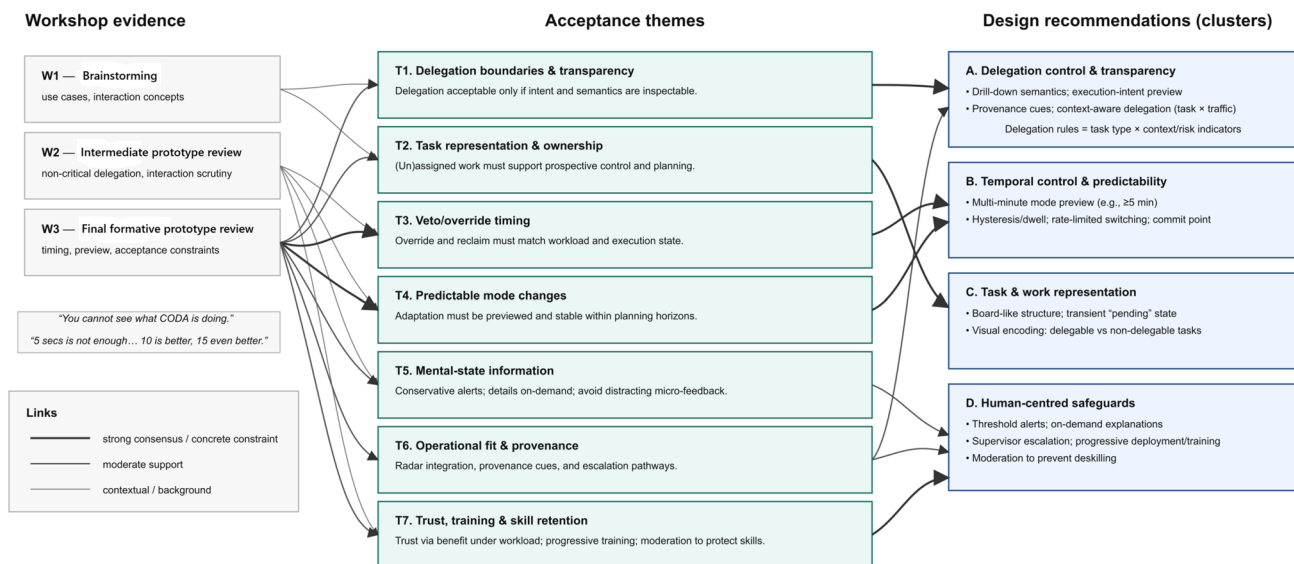 Workshop evidence
W1 — Brainstorming
use cases, interaction concepts
W2 — Intermediate prototype review
non-critical delegation, interaction scrutiny
W3 — Final formative prototype review
timing, preview, acceptance constraints
“You cannot see what CODA is doing.”
“5 secs is not enough… 10 is better, 15 even better.”
Links
strong consensus / concrete constraint
moderate support
contextual / background
Acceptance themes
T1. Delegation boundaries & transparency
Delegation acceptable only if intent and semantics are inspectable.
T2. Task representation & ownership
(Un)assigned work must support prospective control and planning.
T3. Veto/override timing
Override and reclaim must match workload and execution state.
T4. Predictable mode changes
Adaptation must be previewed and stable within planning horizons.
T5. Mental-state information
Conservative alerts; details on-demand; avoid distracting micro-feedback.
T6. Operational fit & provenance
Radar integration, provenance cues, and escalation pathways.
T7. Trust, training & skill retention
Trust via benefit under workload; progressive training; moderation to protect skills.
Design recommendations (clusters)
A. Delegation control & transparency
• Drill-down semantics; execution-intent preview
• Provenance cues; context-aware delegation (task × traffic)
Delegation rules = task type × context/risk indicators
B. Temporal control & predictability
• Multi-minute mode preview (e.g., ≥5 min)
• Hysteresis/dwell; rate-limited switching; commit point
C. Task & work representation
• Board-like structure; transient “pending” state
• Visual encoding: delegable vs non-delegable tasks
D. Human-centred safeguards
• Threshold alerts; on-demand explanations
• Supervisor escalation; progressive deployment/training
• Moderation to prevent deskilling